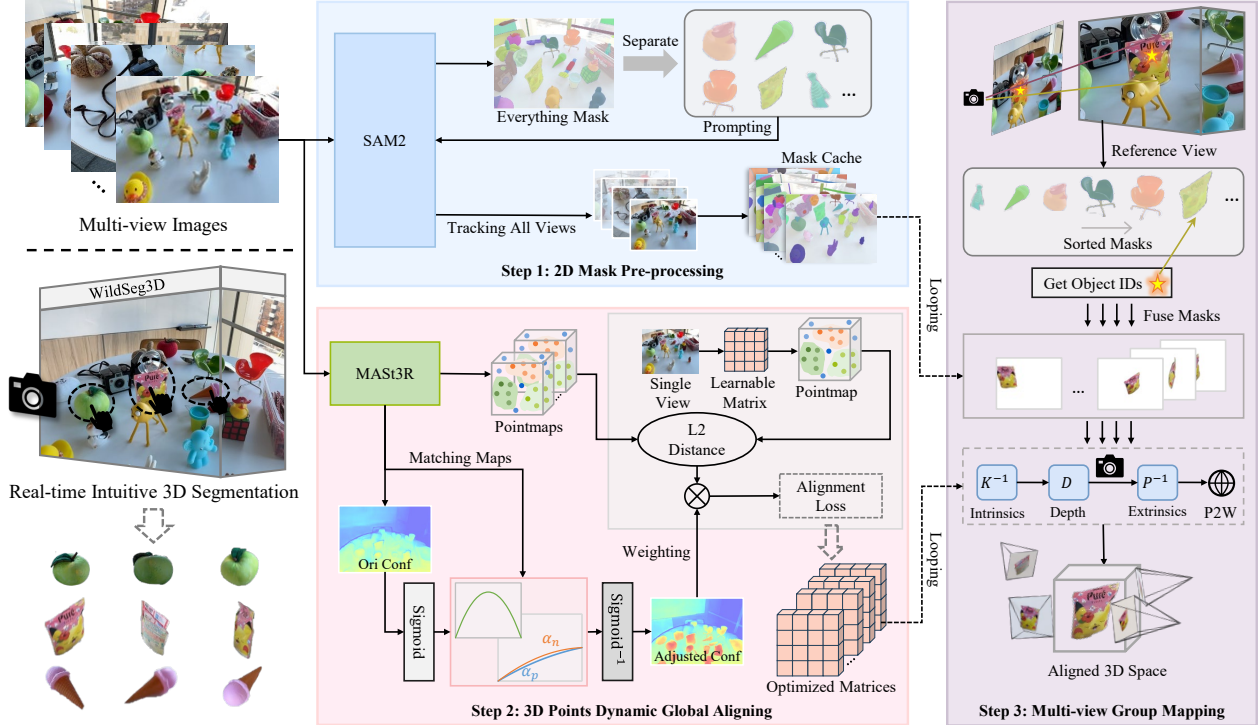 Multi-view Images
WildSeg3D
Real-time Intuitive 3D Segmentation
SAM2
Everything Mask
Separate
...
Prompting
Tracking All Views
Mask Cache
Step 1: 2D Mask Pre-processing
MASt3R
Pointmaps
Matching Maps
Single
View
Learnable
Matrix
Pointmap
L2
Distance
Alignment
Loss
Weighting
Ori Conf
Sigmoid
αn
αp
Sigmoid⁻¹
Adjusted Conf
Optimized Matrices
Step 2: 3D Points Dynamic Global Aligning
Looping
Looping
Pure
Reference View
...
Sorted Masks
Get Object IDs
Fuse Masks
...
K⁻¹
D
P⁻¹
Intrinsics
Depth
Extrinsics
P2W
Aligned 3D Space
Step 3: Multi-view Group Mapping